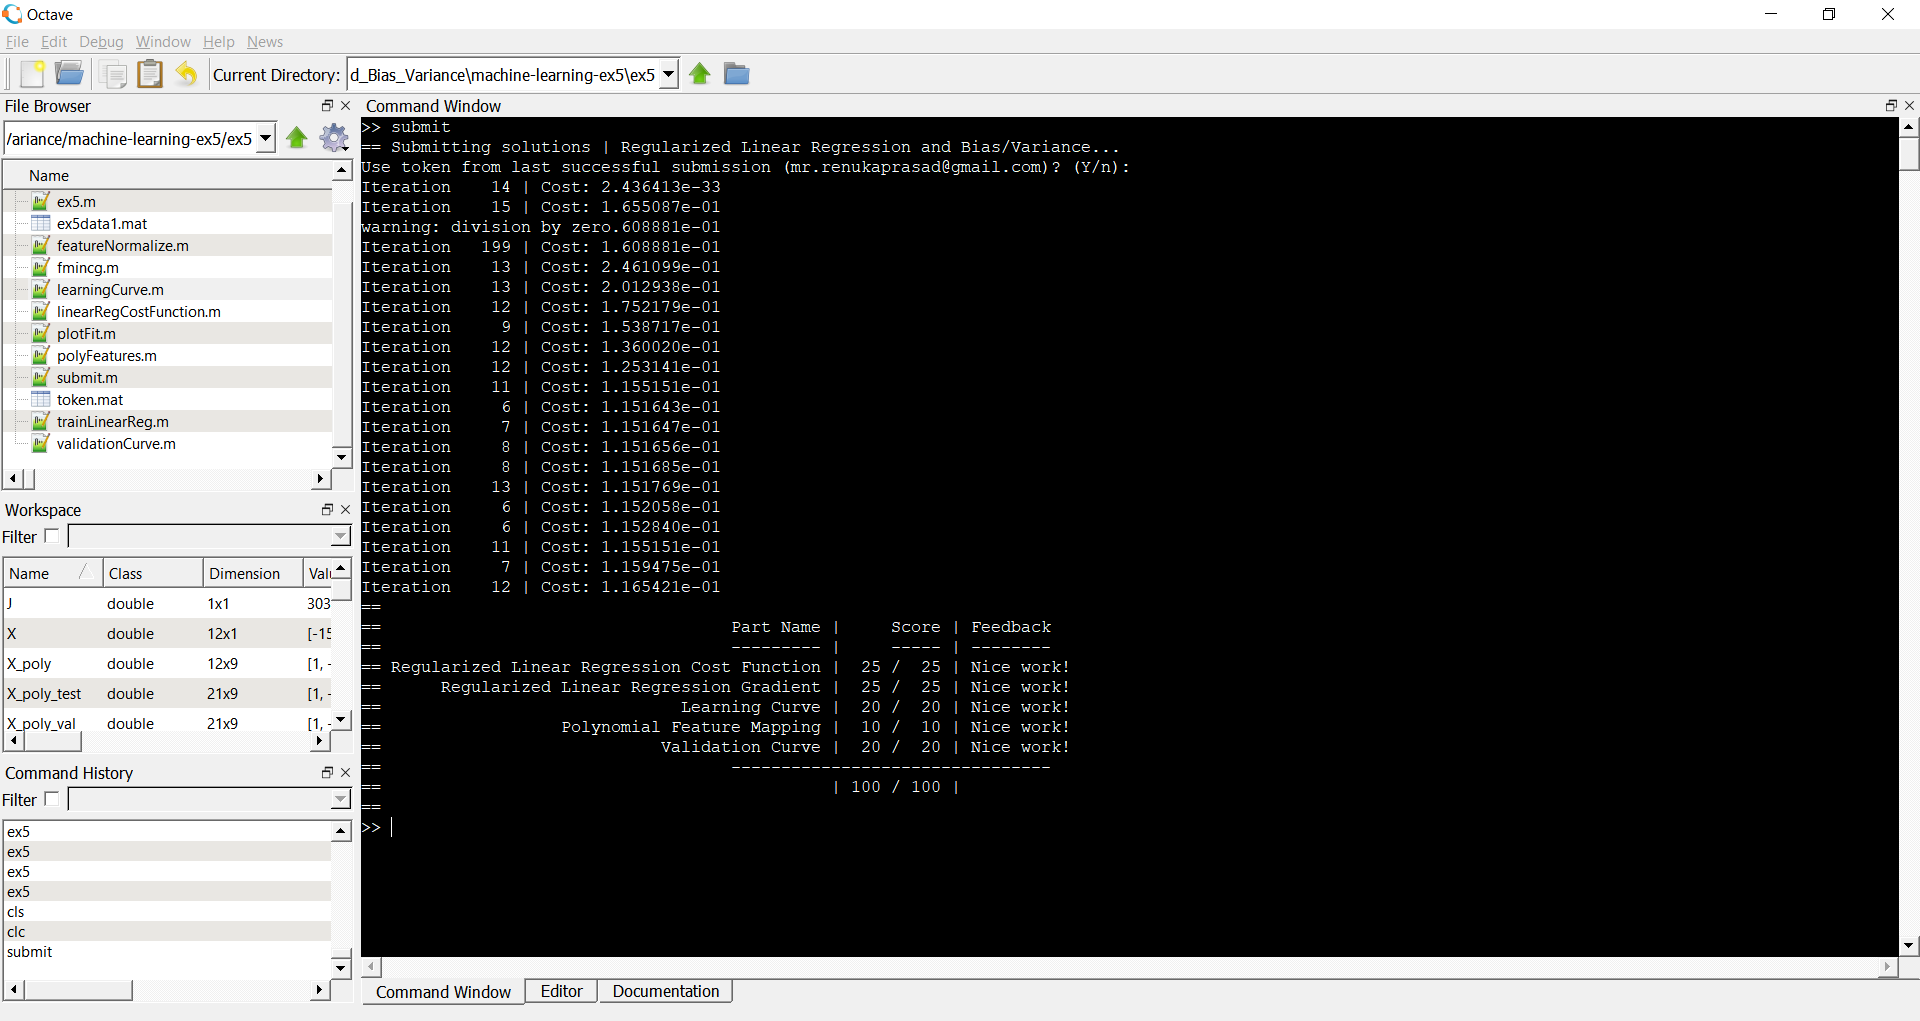 Octave
File Edit Debug Window Help News
Current Directory: d_Bias_Variance\machine-learning-ex5\ex5
File Browser
/ariance/machine-learning-ex5/ex5
Name
ex5.m
ex5data1.mat
featureNormalize.m
fmincg.m
learningCurve.m
linearRegCostFunction.m
plotFit.m
polyFeatures.m
submit.m
token.mat
trainLinearReg.m
validationCurve.m
Workspace
Filter
Name Class Dimension Valu
J double 1x1 303
X double 12x1 [-15
X_poly double 12x9 [1, -
X_poly_test double 21x9 [1, -
X_poly_val double 21x9 [1, -
Command History
Filter
ex5
ex5
ex5
ex5
cls
clc
submit
Command Window
>> submit
== Submitting solutions | Regularized Linear Regression and Bias/Variance...
Use token from last successful submission (mr.renukaprasad@gmail.com)? (Y/n):
Iteration    14 | Cost: 2.436413e-33
Iteration    15 | Cost: 1.655087e-01
warning: division by zero.608881e-01
Iteration   199 | Cost: 1.608881e-01
Iteration    13 | Cost: 2.461099e-01
Iteration    13 | Cost: 2.012938e-01
Iteration    12 | Cost: 1.752179e-01
Iteration     9 | Cost: 1.538717e-01
Iteration    12 | Cost: 1.360020e-01
Iteration    12 | Cost: 1.253141e-01
Iteration    11 | Cost: 1.155151e-01
Iteration     6 | Cost: 1.151643e-01
Iteration     7 | Cost: 1.151647e-01
Iteration     8 | Cost: 1.151656e-01
Iteration     8 | Cost: 1.151685e-01
Iteration    13 | Cost: 1.151769e-01
Iteration     6 | Cost: 1.152058e-01
Iteration     6 | Cost: 1.152840e-01
Iteration    11 | Cost: 1.155151e-01
Iteration     7 | Cost: 1.159475e-01
Iteration    12 | Cost: 1.165421e-01
==
== Part Name | Score | Feedback
== --------- | ----- | --------
== Regularized Linear Regression Cost Function | 25 / 25 | Nice work!
== Regularized Linear Regression Gradient | 25 / 25 | Nice work!
== Learning Curve | 20 / 20 | Nice work!
== Polynomial Feature Mapping | 10 / 10 | Nice work!
== Validation Curve | 20 / 20 | Nice work!
== --------------------------------
== | 100 / 100 |
==
>>
Command Window Editor Documentation